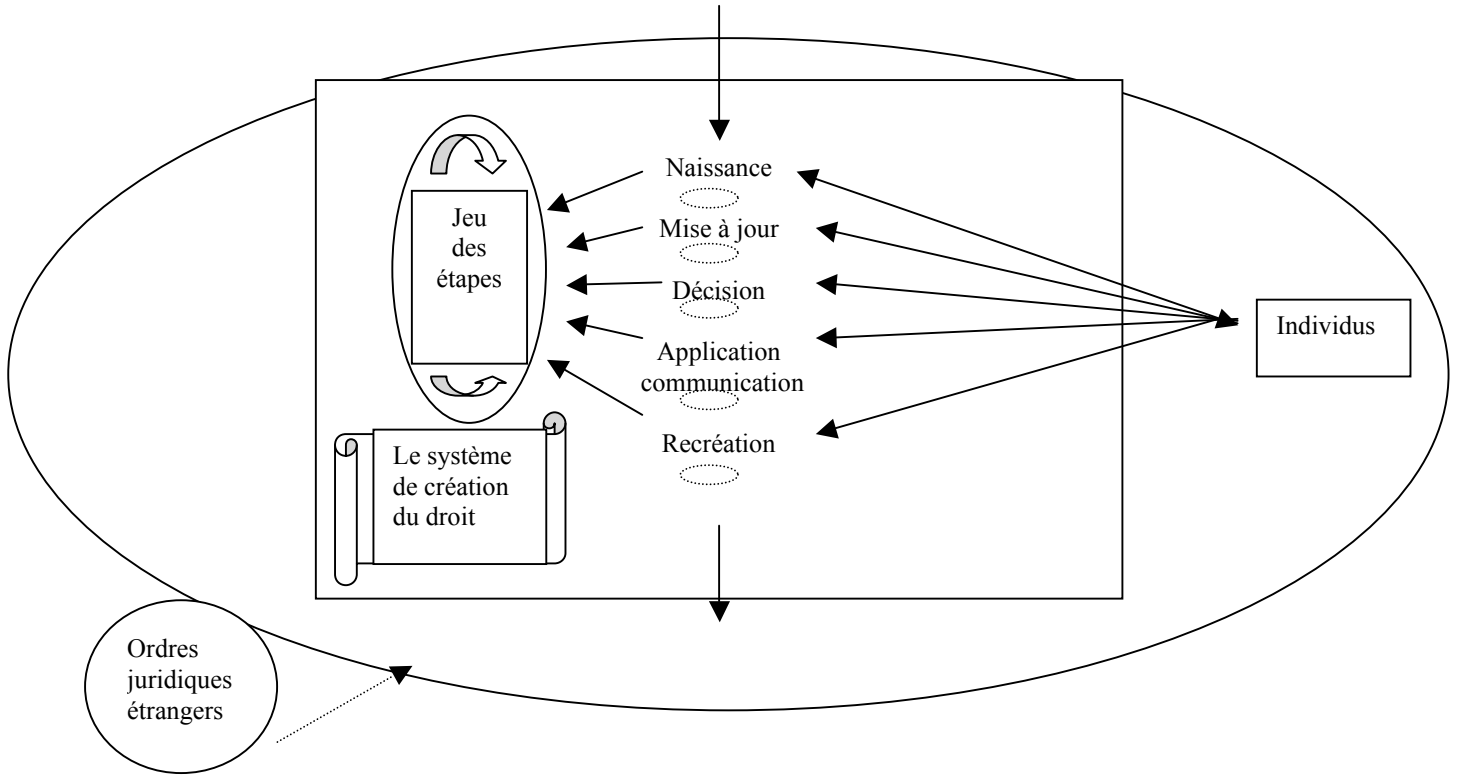 Naissance
Mise à jour
Décision
Application
communication
Recréation
Jeu
des
étapes
Le système
de création
du droit
Individus
Ordres
juridiques
étrangers